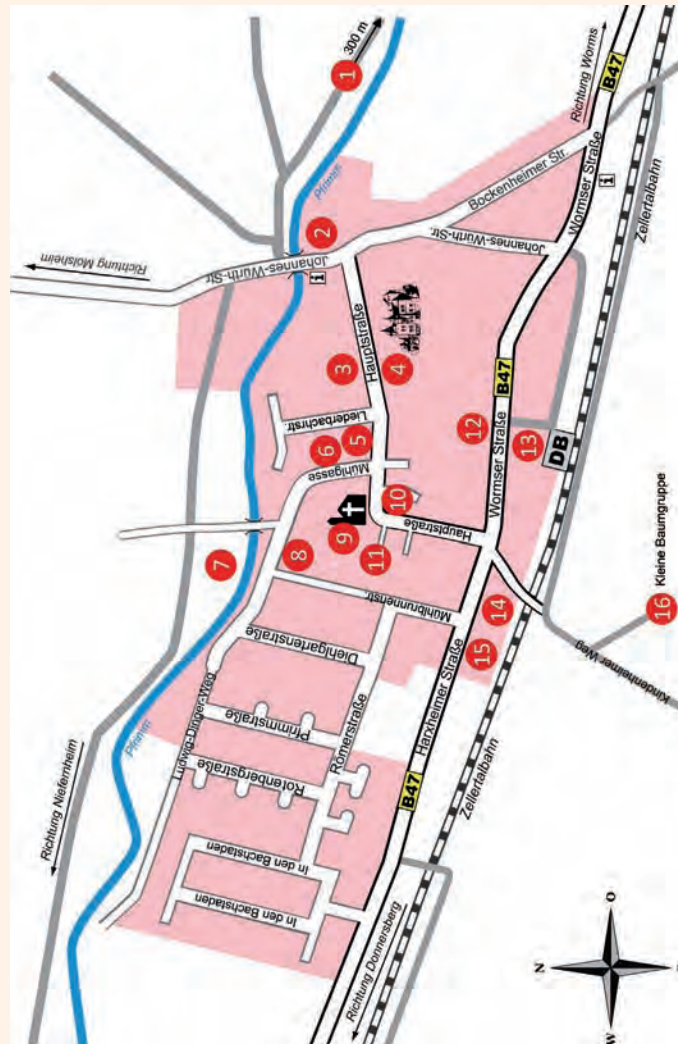 Richtung Molsheim
Johannes-Würth-Str.
i
Pfrimm
1
300 m
2
Bockenheimer Str.
Johannes-Würth-Str.
Richtung Worms
B47
Wormser Straße
i
Zellertalbahn
Hauptstraße
3
4
Liederbachstr.
5
6
Mühlgasse
B47
12
Wormser Straße
13
DB
7
8
9
10
11
Hauptstraße
Mühlbrunnenstr.
14
15
16 Kleine Baumgruppe
Kindenheimer Weg
Diehlgartenstraße
Ludwig-Dinger-Weg
Pfrimmstraße
Römerstraße
Rotenbergstraße
Harxheimer Straße
B47
Zellertalbahn
Pfrimm
Richtung Niefernheim
In den Bachstaden
In den Bachstaden
Richtung Donnersberg
N
O
W